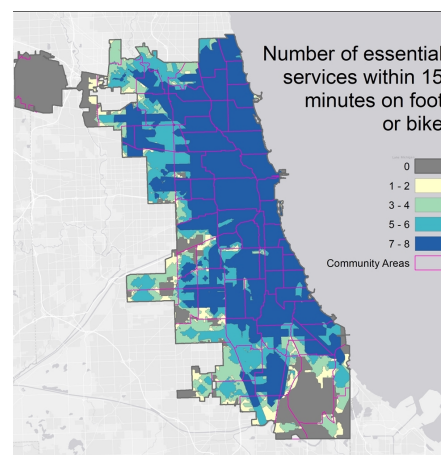 Number of essential
services within 15
minutes on foot
or bike
0
1 - 2
3 - 4
5 - 6
7 - 8
Community Areas